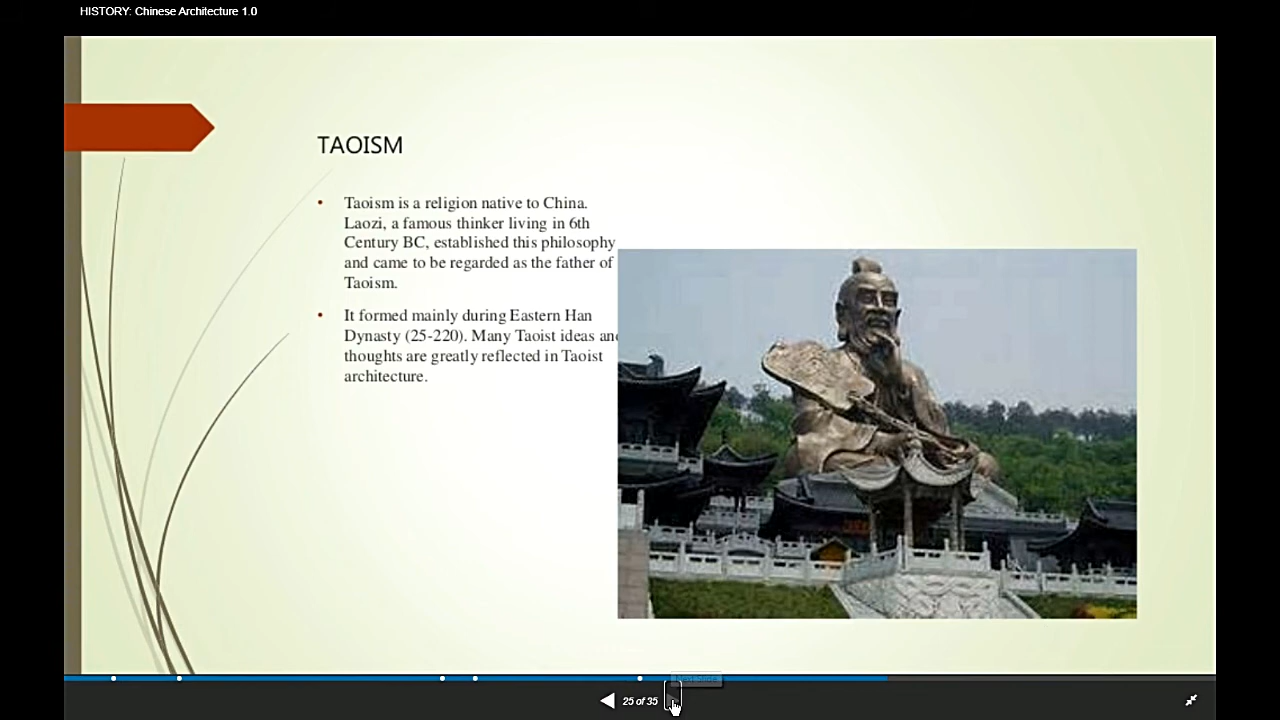 HISTORY: Chinese Architecture 1.0
TAOISM
• Taoism is a religion native to China.
Laozi, a famous thinker living in 6th
Century BC, established this philosophy
and came to be regarded as the father of
Taoism.
• It formed mainly during Eastern Han
Dynasty (25-220). Many Taoist ideas and
thoughts are greatly reflected in Taoist
architecture.
25 of 35